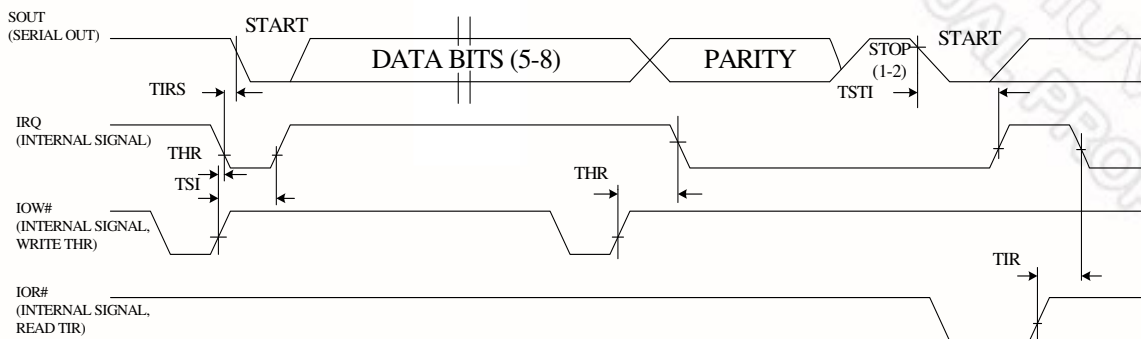 SOUT
(SERIAL OUT)
START
DATA BITS (5-8)
PARITY
STOP
(1-2)
START
TIRS
TSTI
IRQ
(INTERNAL SIGNAL)
THR
TSI
THR
IOW#
(INTERNAL SIGNAL,
WRITE THR)
TIR
IOR#
(INTERNAL SIGNAL,
READ TIR)